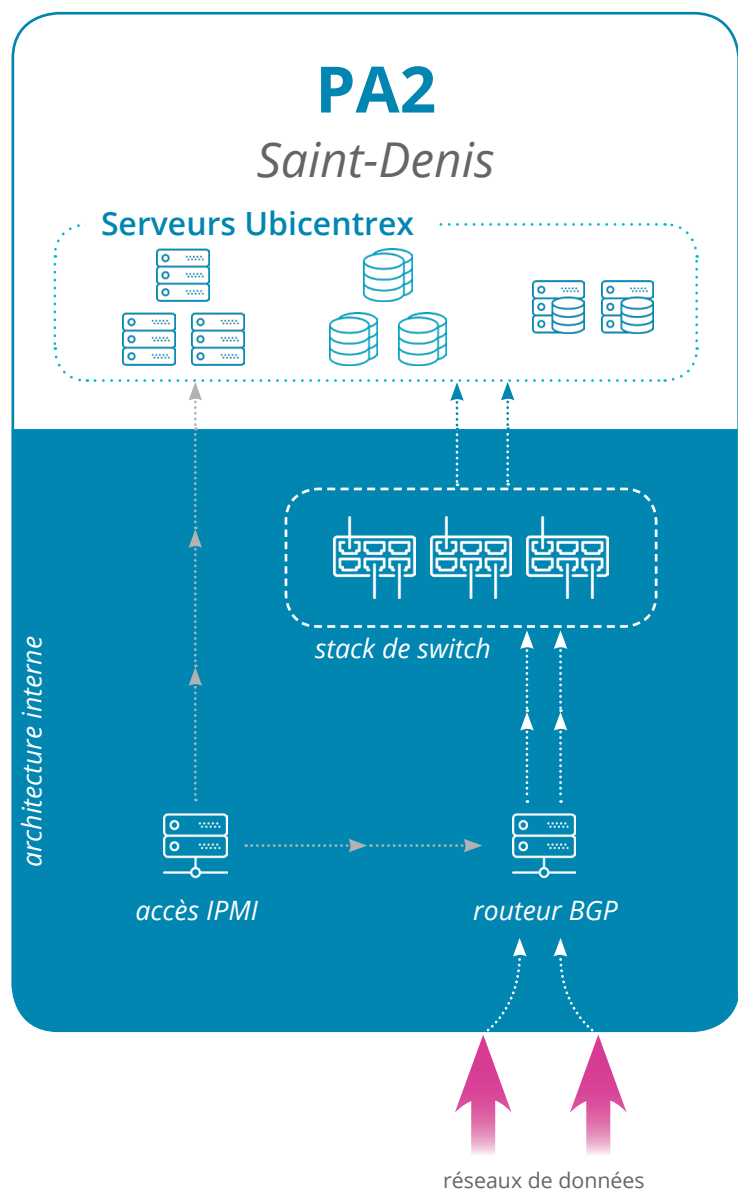 PA2
Saint-Denis
Serveurs Ubicentrex
stack de switch
architecture interne
accès IPMI
routeur BGP
réseaux de données